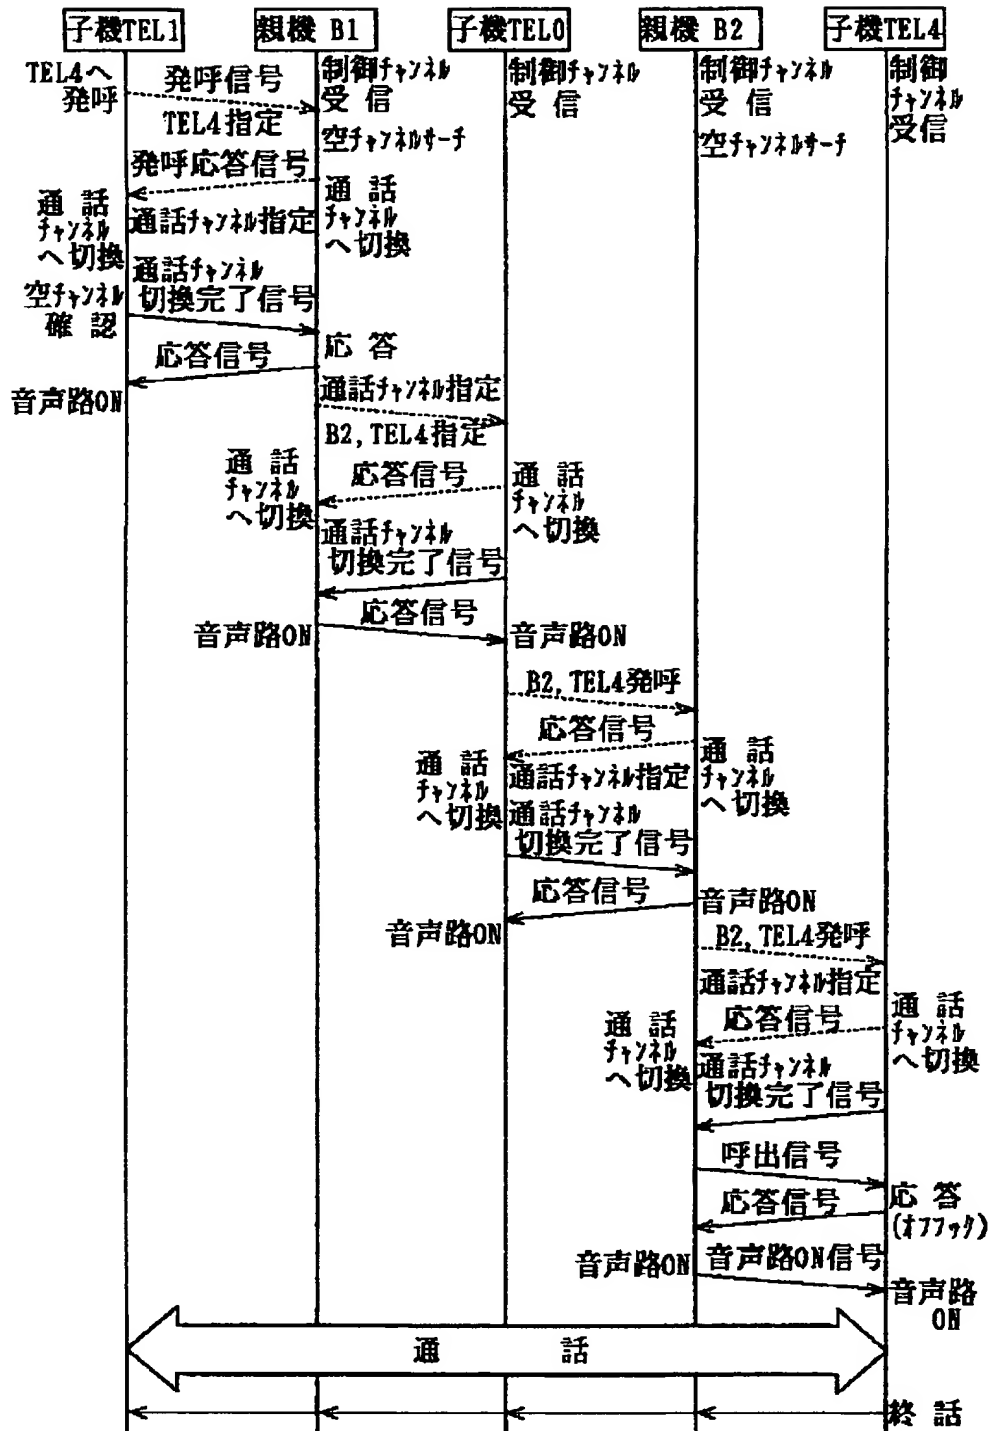 子機TEL1
親機 B1
子機TEL0
親機 B2
子機TEL4
TEL4へ
発呼
発呼信号
TEL4指定
制御チャンネル
受 信
空チャンネルサーチ
制御チャンネル
受 信
制御チャンネル
受 信
空チャンネルサーチ
制御
チャンネル
受信
発呼応答信号
通 話
チャンネル
へ切換
通話チャンネル指定
通 話
チャンネル
へ切換
空チャンネル
確 認
通話チャンネル
切換完了信号
応 答
応答信号
音声路ON
通話チャンネル指定
B2,TEL4指定
通 話
チャンネル
へ切換
応答信号
通 話
チャンネル
へ切換
通話チャンネル
切換完了信号
応答信号
音声路ON
音声路ON
B2,TEL4発呼
応答信号
通 話
チャンネル
へ切換
通話チャンネル指定
通 話
チャンネル
へ切換
通話チャンネル
切換完了信号
応答信号
音声路ON
音声路ON
B2,TEL4発呼
通話チャンネル指定
通 話
チャンネル
へ切換
応答信号
通 話
チャンネル
へ切換
通話チャンネル
切換完了信号
呼出信号
応答信号
応 答
(オフフック)
音声路ON
音声路ON信号
音声路
ON
通 話
終 話